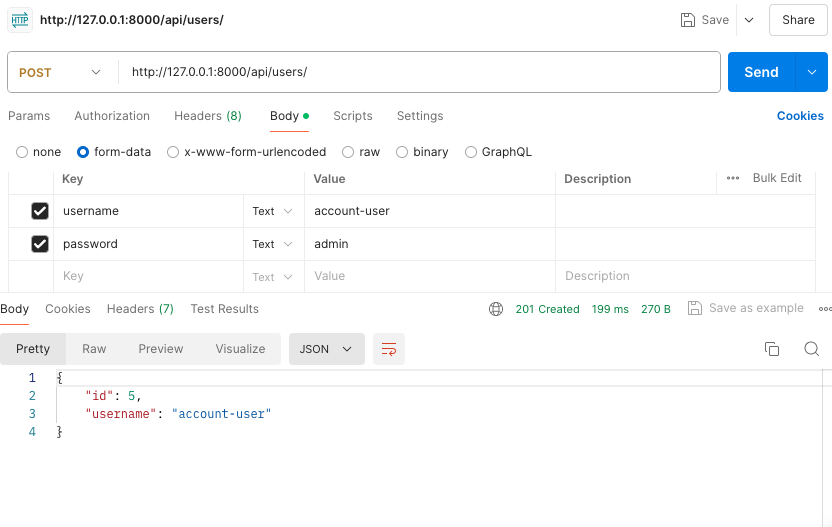 HTTP http://127.0.0.1:8000/api/users/ Save Share
POST http://127.0.0.1:8000/api/users/ Send
Params Authorization Headers (8) Body Scripts Settings Cookies
none form-data x-www-form-urlencoded raw binary GraphQL
Key Value Description Bulk Edit
username Text account-user
password Text admin
Key Text Value Description
Body Cookies Headers (7) Test Results 201 Created 199 ms 270 B Save as example
Pretty Raw Preview Visualize JSON
1 {
2 "id": 5,
3 "username": "account-user"
4 }